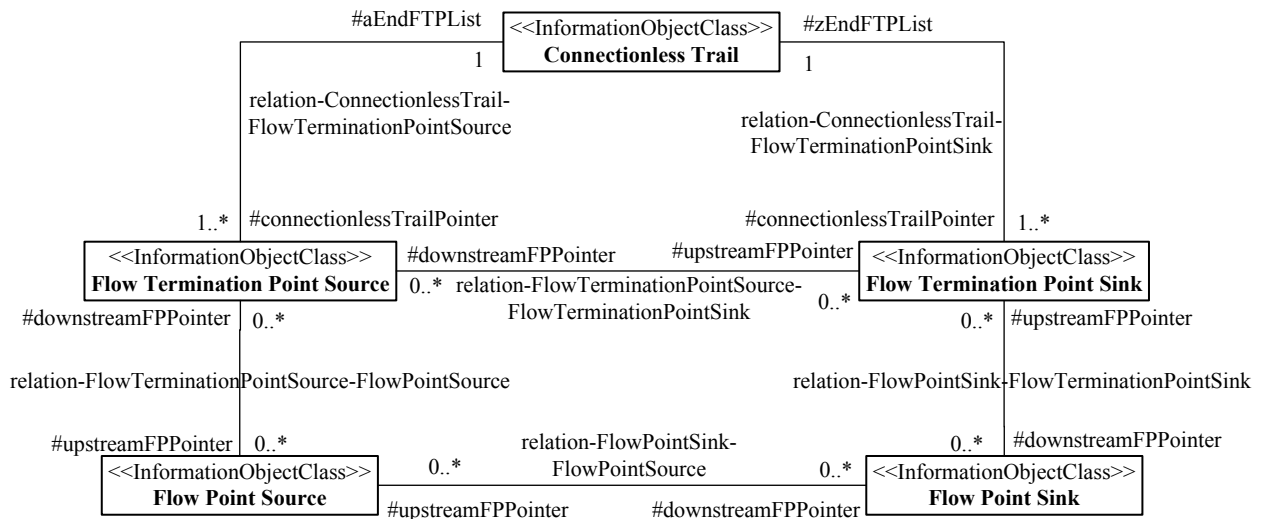 #aEndFTPList
<<InformationObjectClass>>
Connectionless Trail
#zEndFTPList
1
1
relation-ConnectionlessTrail-
FlowTerminationPointSource
relation-ConnectionlessTrail-
FlowTerminationPointSink
1..*
#connectionlessTrailPointer
#connectionlessTrailPointer
1..*
<<InformationObjectClass>>
Flow Termination Point Source
#downstreamFPPointer
#upstreamFPPointer
<<InformationObjectClass>>
Flow Termination Point Sink
0..*
relation-FlowTerminationPointSource-
FlowTerminationPointSink
0..*
#downstreamFPPointer
0..*
0..*
#upstreamFPPointer
relation-FlowTerminationPointSource-FlowPointSource
relation-FlowPointSink-FlowTerminationPointSink
#upstreamFPPointer
0..*
relation-FlowPointSink-
FlowPointSource
0..*
#downstreamFPPointer
<<InformationObjectClass>>
Flow Point Source
0..*
0..*
<<InformationObjectClass>>
Flow Point Sink
#upstreamFPPointer
#downstreamFPPointer